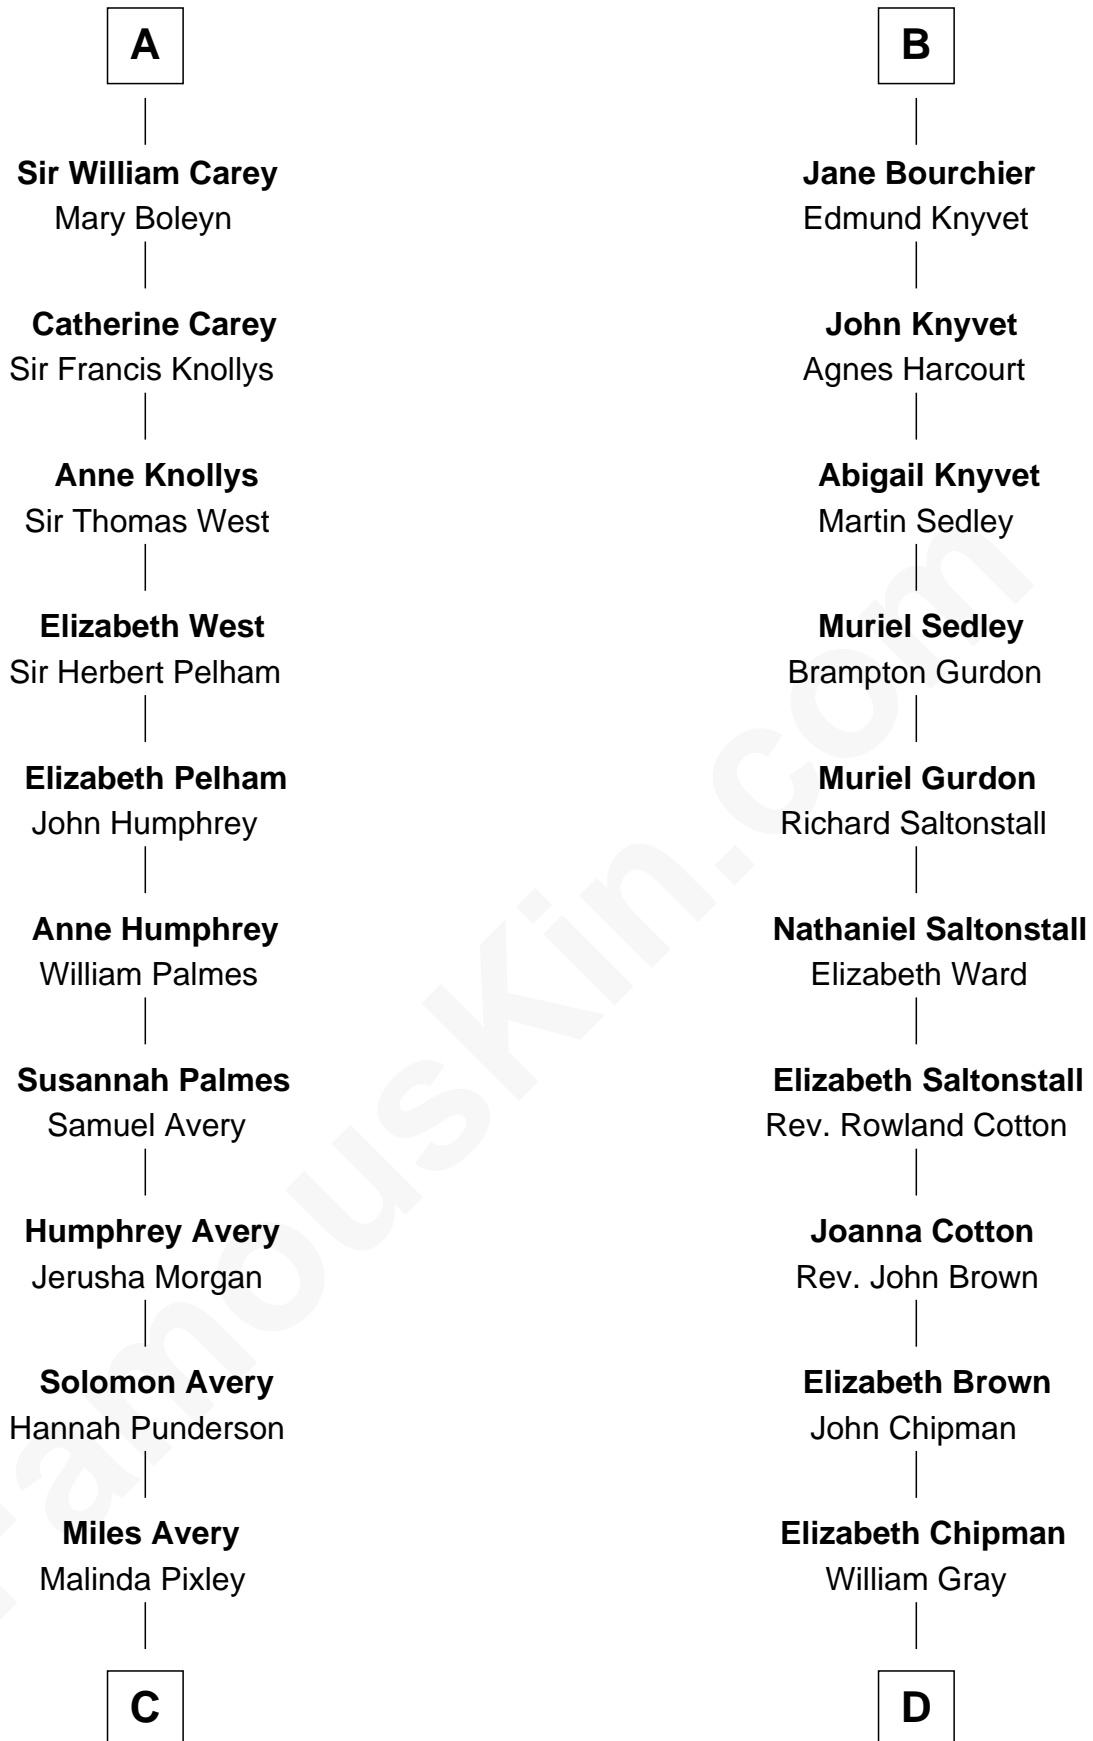 A
Sir William Carey
Mary Boleyn
Catherine Carey
Sir Francis Knollys
Anne Knollys
Sir Thomas West
Elizabeth West
Sir Herbert Pelham
Elizabeth Pelham
John Humphrey
Anne Humphrey
William Palmes
Susannah Palmes
Samuel Avery
Humphrey Avery
Jerusha Morgan
Solomon Avery
Hannah Punderson
Miles Avery
Malinda Pixley
C
B
Jane Bourchier
Edmund Knyvet
John Knyvet
Agnes Harcourt
Abigail Knyvet
Martin Sedley
Muriel Sedley
Brampton Gurdon
Muriel Gurdon
Richard Saltonstall
Nathaniel Saltonstall
Elizabeth Ward
Elizabeth Saltonstall
Rev. Rowland Cotton
Joanna Cotton
Rev. John Brown
Elizabeth Brown
John Chipman
Elizabeth Chipman
William Gray
D
FamousKin.com